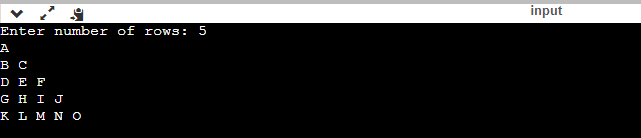 input
Enter number of rows: 5
A
B C
D E F
G H I J
K L M N O